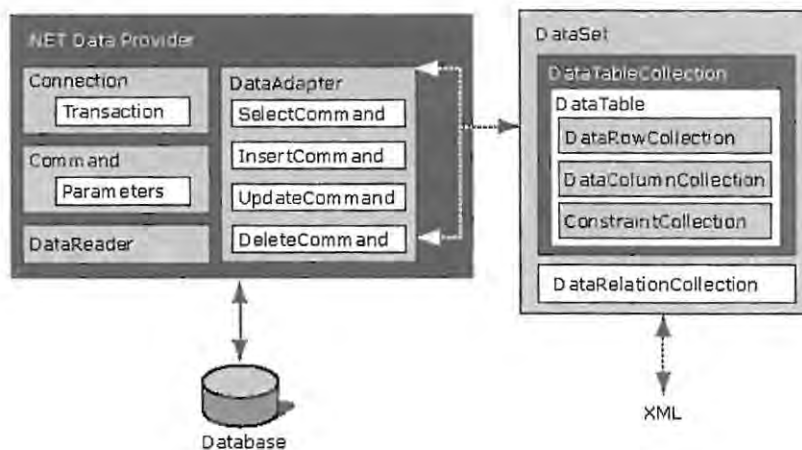 .NET Data Provider
Connection
Transaction
Command
Parameters
DataReader
DataAdapter
SelectCommand
InsertCommand
UpdateCommand
DeleteCommand
Database
DataSet
DataTableCollection
DataTable
DataRowCollection
DataColumnCollection
ConstraintCollection
DataRelationCollection
XML